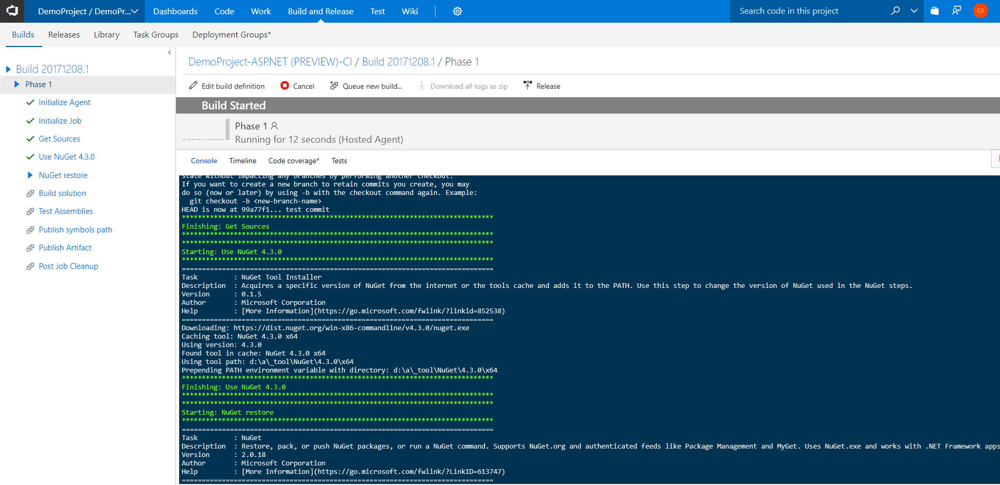 DemoProject / DemoPr...
Dashboards
Code
Work
Build and Release
Test
Wiki
Search code in this project
CS
Builds
Releases
Library
Task Groups
Deployment Groups*
Build 20171208.1
Phase 1
Initialize Agent
Initialize Job
Get Sources
Use NuGet 4.3.0
NuGet restore
Build solution
Test Assemblies
Publish symbols path
Publish Artifact
Post Job Cleanup
DemoProject-ASP.NET (PREVIEW)-CI / Build 20171208.1 / Phase 1
Edit build definition
Cancel
Queue new build...
Download all logs as zip
Release
Build Started
Phase 1
Running for 12 seconds (Hosted Agent)
Console
Timeline
Code coverage*
Tests
state without impacting any branches by performing another checkout.
If you want to create a new branch to retain commits you create, you may
do so (now or later) by using -b with the checkout command again. Example:
git checkout -b <new-branch-name>
HEAD is now at 99a77f1... test commit
******************************************************************************
Finishing: Get Sources
******************************************************************************
******************************************************************************
Starting: Use NuGet 4.3.0
******************************************************************************
==============================================================================
Task         : NuGet Tool Installer
Description  : Acquires a specific version of NuGet from the internet or the tools cache and adds it to the PATH. Use this step to change the version of NuGet used in the NuGet steps.
Version      : 0.1.5
Author       : Microsoft Corporation
Help         : [More Information](https://go.microsoft.com/fwlink/?linkid=852538)
==============================================================================
Downloading: https://dist.nuget.org/win-x86-commandline/v4.3.0/nuget.exe
Caching tool: NuGet 4.3.0 x64
Using version: 4.3.0
Found tool in cache: NuGet 4.3.0 x64
Using tool path: d:\a\_tool\NuGet\4.3.0\x64
Prepending PATH environment variable with directory: d:\a\_tool\NuGet\4.3.0\x64
******************************************************************************
Finishing: Use NuGet 4.3.0
******************************************************************************
******************************************************************************
Starting: NuGet restore
******************************************************************************
==============================================================================
Task         : NuGet
Description  : Restore, pack, or push NuGet packages, or run a NuGet command. Supports NuGet.org and authenticated feeds like Package Management and MyGet. Uses NuGet.exe and works with .NET Framework apps
Version      : 2.0.18
Author       : Microsoft Corporation
Help         : [More Information](https://go.microsoft.com/fwlink/?LinkID=613747)
==============================================================================